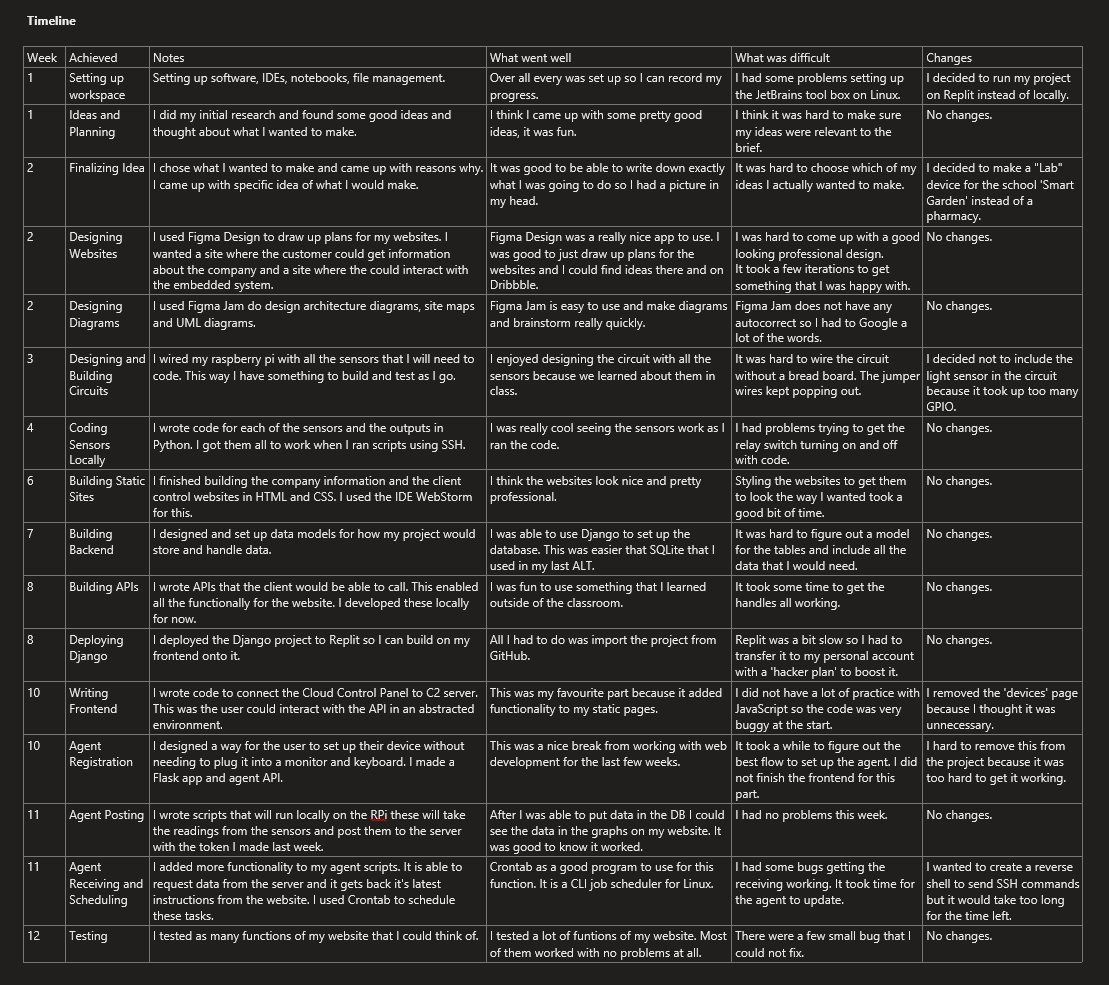 Timeline
Week Achieved Notes What went well What was difficult Changes
1 Setting up workspace Setting up software, IDEs, notebooks, file management. Over all every was set up so I can record my progress. I had some problems setting up the JetBrains tool box on Linux. I decided to run my project on Replit instead of locally.
1 Ideas and Planning I did my initial research and found some good ideas and thought about what I wanted to make. I think I came up with some pretty good ideas, it was fun. I think it was hard to make sure my ideas were relevant to the brief. No changes.
2 Finalizing Idea I chose what I wanted to make and came up with reasons why. I came up with specific idea of what I would make. It was good to be able to write down exactly what I was going to do so I had a picture in my head. It was hard to choose which of my ideas I actually wanted to make. I decided to make a "Lab" device for the school 'Smart Garden' instead of a pharmacy.
2 Designing Websites I used Figma Design to draw up plans for my websites. I wanted a site where the customer could get information about the company and a site where the could interact with the embedded system. Figma Design was a really nice app to use. I was good to just draw up plans for the websites and I could find ideas there and on Dribbble. I was hard to come up with a good looking professional design. It took a few iterations to get something that I was happy with. No changes.
2 Designing Diagrams I used Figma Jam do design architecture diagrams, site maps and UML diagrams. Figma Jam is easy to use and make diagrams and brainstorm really quickly. Figma Jam does not have any autocorrect so I had to Google a lot of the words. No changes.
3 Designing and Building Circuits I wired my raspberry pi with all the sensors that I will need to code. This way I have something to build and test as I go. I enjoyed designing the circuit with all the sensors because we learned about them in class. It was hard to wire the circuit without a bread board. The jumper wires kept popping out. I decided not to include the light sensor in the circuit because it took up too many GPIO.
4 Coding Sensors Locally I wrote code for each of the sensors and the outputs in Python. I got them all to work when I ran scripts using SSH. I was really cool seeing the sensors work as I ran the code. I had problems trying to get the relay switch turning on and off with code. No changes.
6 Building Static Sites I finished building the company information and the client control websites in HTML and CSS. I used the IDE WebStorm for this. I think the websites look nice and pretty professional. Styling the websites to get them to look the way I wanted took a good bit of time. No changes.
7 Building Backend I designed and set up data models for how my project would store and handle data. I was able to use Django to set up the database. This was easier that SQLite that I used in my last ALT. It was hard to figure out a model for the tables and include all the data that I would need. No changes.
8 Building APIs I wrote APIs that the client would be able to call. This enabled all the functionally for the website. I developed these locally for now. I was fun to use something that I learned outside of the classroom. It took some time to get the handles all working. No changes.
8 Deploying Django I deployed the Django project to Replit so I can build on my frontend onto it. All I had to do was import the project from GitHub. Replit was a bit slow so I had to transfer it to my personal account with a 'hacker plan' to boost it. No changes.
10 Writing Frontend I wrote code to connect the Cloud Control Panel to C2 server. This was the user could interact with the API in an abstracted environment. This was my favourite part because it added functionality to my static pages. I did not have a lot of practice with JavaScript so the code was very buggy at the start. I removed the 'devices' page because I thought it was unnecessary.
10 Agent Registration I designed a way for the user to set up their device without needing to plug it into a monitor and keyboard. I made a Flask app and agent API. This was a nice break from working with web development for the last few weeks. It took a while to figure out the best flow to set up the agent. I did not finish the frontend for this part. I hard to remove this from the project because it was too hard to get it working.
11 Agent Posting I wrote scripts that will run locally on the RPi these will take the readings from the sensors and post them to the server with the token I made last week. After I was able to put data in the DB I could see the data in the graphs on my website. It was good to know it worked. I had no problems this week. No changes.
11 Agent Receiving and Scheduling I added more functionality to my agent scripts. It is able to request data from the server and it gets back it's latest instructions from the website. I used Crontab to schedule these tasks. Crontab as a good program to use for this function. It is a CLI job scheduler for Linux. I had some bugs getting the receiving working. It took time for the agent to update. I wanted to create a reverse shell to send SSH commands but it would take too long for the time left.
12 Testing I tested as many functions of my website that I could think of. I tested a lot of funtions of my website. Most of them worked with no problems at all. There were a few small bug that I could not fix. No changes.